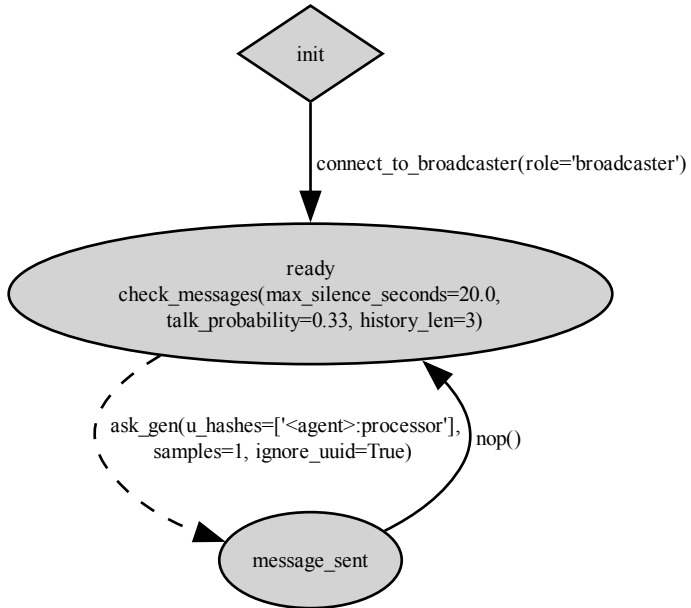 init
connect_to_broadcaster(role='broadcaster')
ready
check_messages(max_silence_seconds=20.0,
talk_probability=0.33, history_len=3)
ask_gen(u_hashes=['<agent>:processor'],
samples=1, ignore_uuid=True)
nop()
message_sent